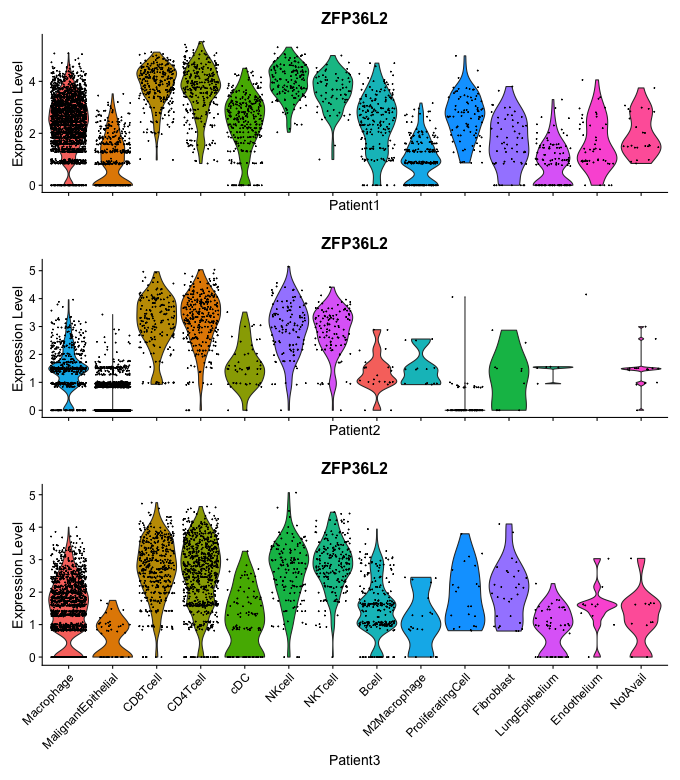 ZFP36L2
Expression Level
4
2
0
Patient1
ZFP36L2
Expression Level
5
4
3
2
1
0
Patient2
ZFP36L2
Expression Level
5
4
3
2
1
0
Macrophage
MalignantEpithelial
CD8Tcell
CD4Tcell
cDC
NKcell
NKTcell
Bcell
M2Macrophage
ProliferatingCell
Fibroblast
LungEpithelium
Endothelium
NotAvail
Patient3